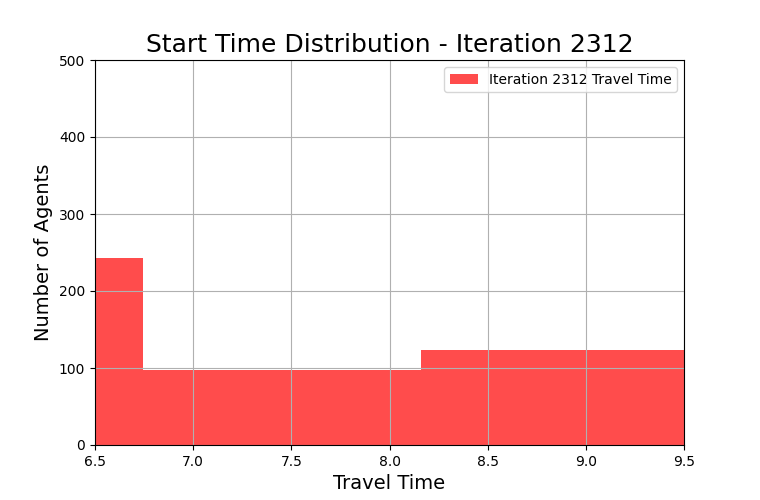 Start Time Distribution - Iteration 2312
500
Iteration 2312 Travel Time
400
300
200
100
0
Number of Agents
6.5 7.0 7.5 8.0 8.5 9.0 9.5
Travel Time